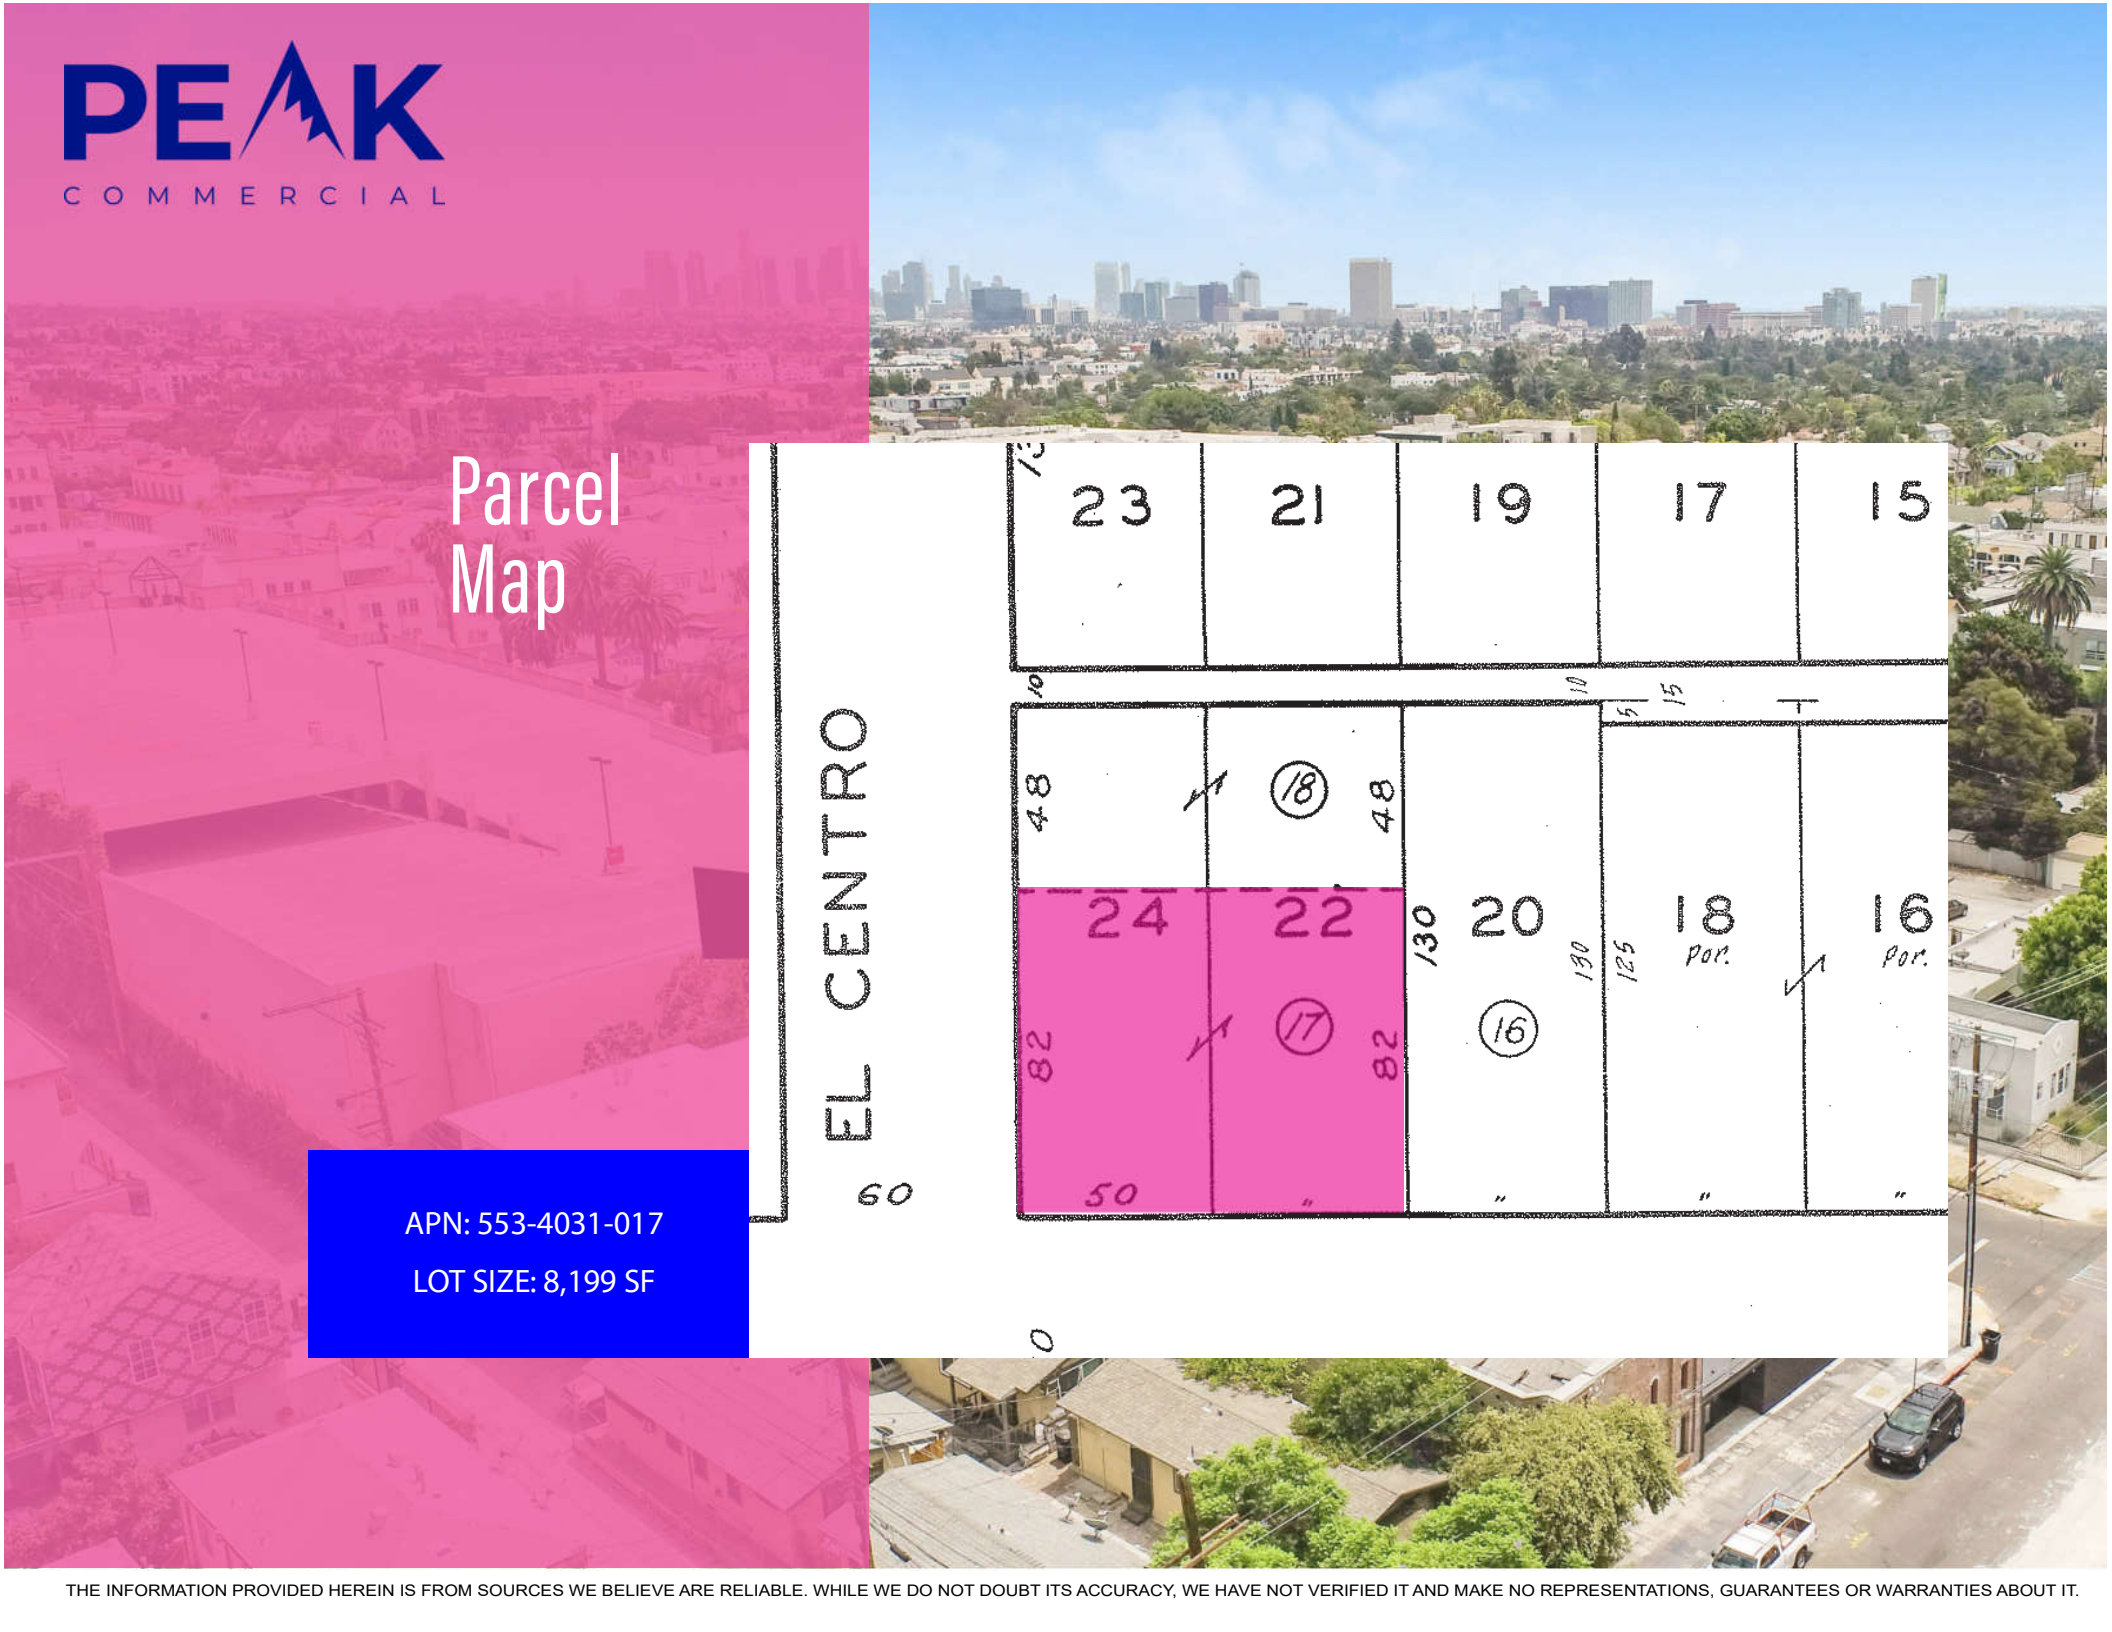 PEAK
COMMERCIAL
Parcel
Map
23 21 19 17 15
10 10 15
5
EL CENTRO
48 18 48
24 22 130 20 130 125 18 16
Por. Por.
82 17 82 16
60 50 " " " "
0
APN: 553-4031-017
LOT SIZE: 8,199 SF
THE INFORMATION PROVIDED HEREIN IS FROM SOURCES WE BELIEVE ARE RELIABLE. WHILE WE DO NOT DOUBT ITS ACCURACY, WE HAVE NOT VERIFIED IT AND MAKE NO REPRESENTATIONS, GUARANTEES OR WARRANTIES ABOUT IT.